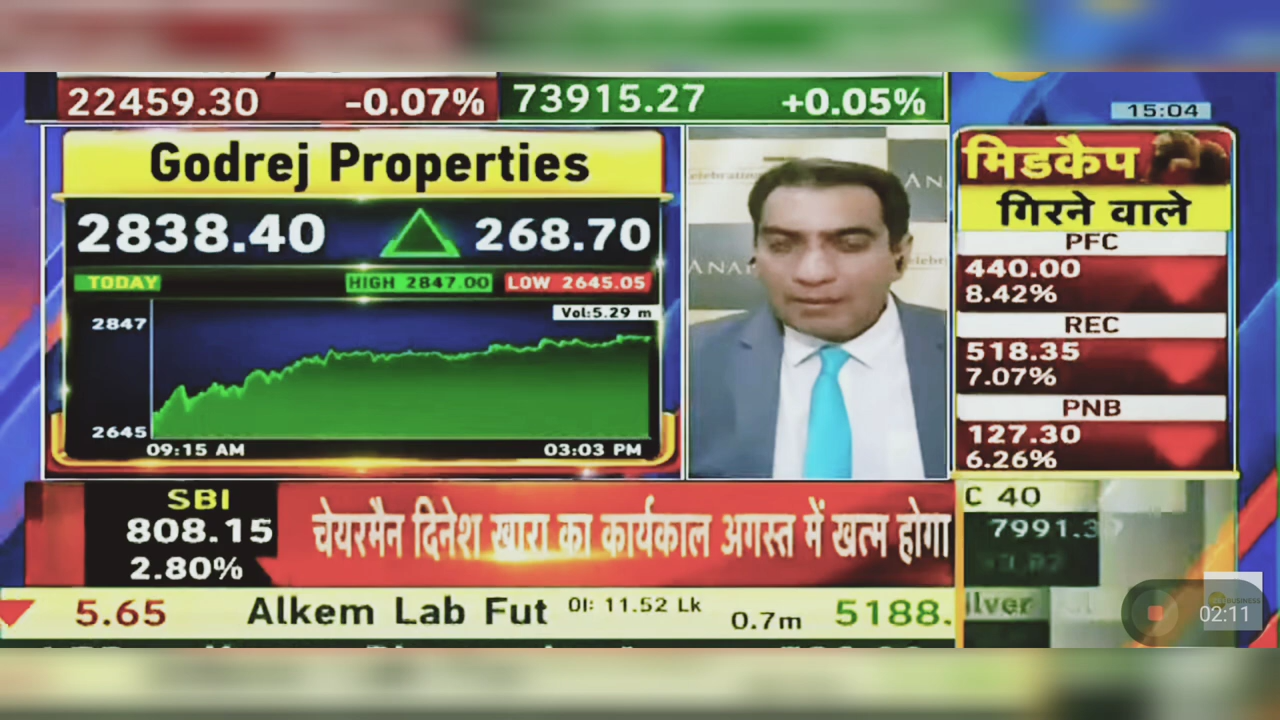 22459.30 -0.07% 73915.27 +0.05%
15:04
Godrej Properties
2838.40 268.70
TODAY HIGH 2847.00 LOW 2645.05
Vol:5.29 m
2847
2645
09:15 AM 03:03 PM
मिडकैप
गिरने वाले
PFC
440.00
8.42%
REC
518.35
7.07%
PNB
127.30
6.26%
SBI
808.15
2.80%
चेयरमैन दिनेश खारा का कार्यकाल अगस्त में खत्म होगा
C 40
5.65 Alkem Lab Fut OI: 11.52 Lk 0.7m 5188.
BUSINESS
02:11